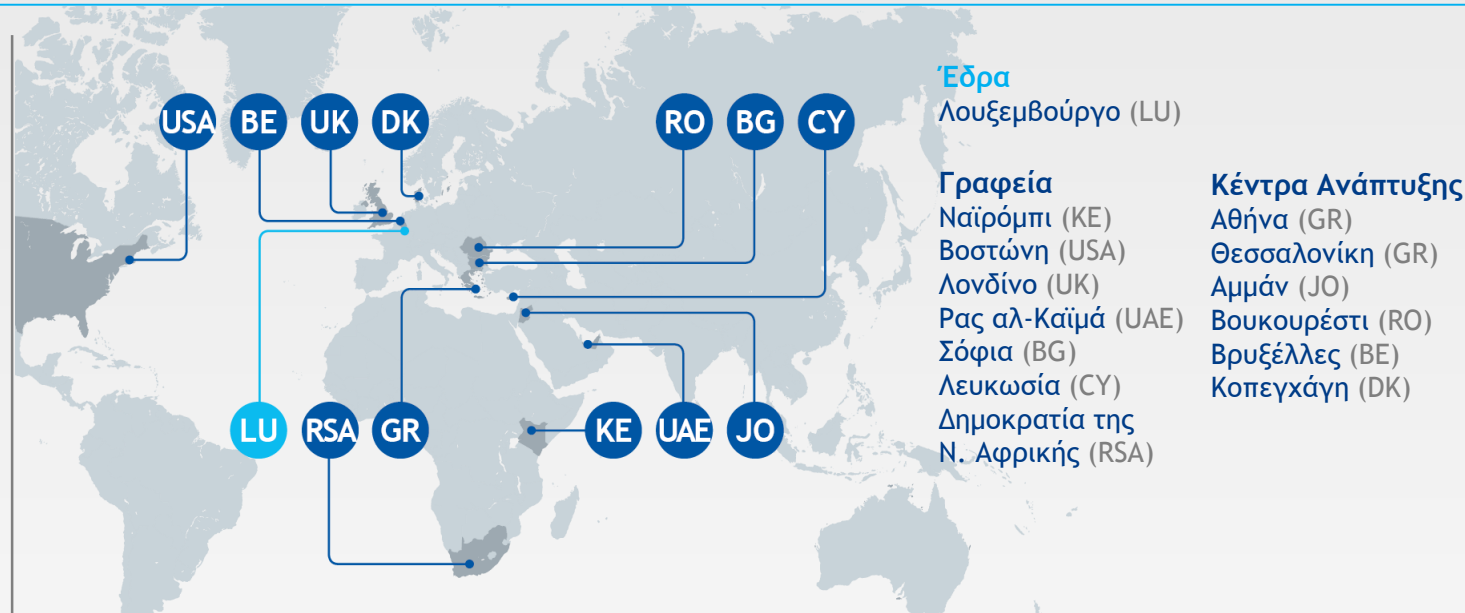 USA BE UK DK RO BG CY
LU RSA GR KE UAE JO
Έδρα
Λουξεμβούργο (LU)
Γραφεία
Ναϊρόμπι (KE)
Βοστώνη (USA)
Λονδίνο (UK)
Ρας αλ-Καϊμά (UAE)
Σόφια (BG)
Λευκωσία (CY)
Δημοκρατία της
Ν. Αφρικής (RSA)
Κέντρα Ανάπτυξης
Αθήνα (GR)
Θεσσαλονίκη (GR)
Αμμάν (JO)
Βουκουρέστι (RO)
Βρυξέλλες (BE)
Κοπεγχάγη (DK)